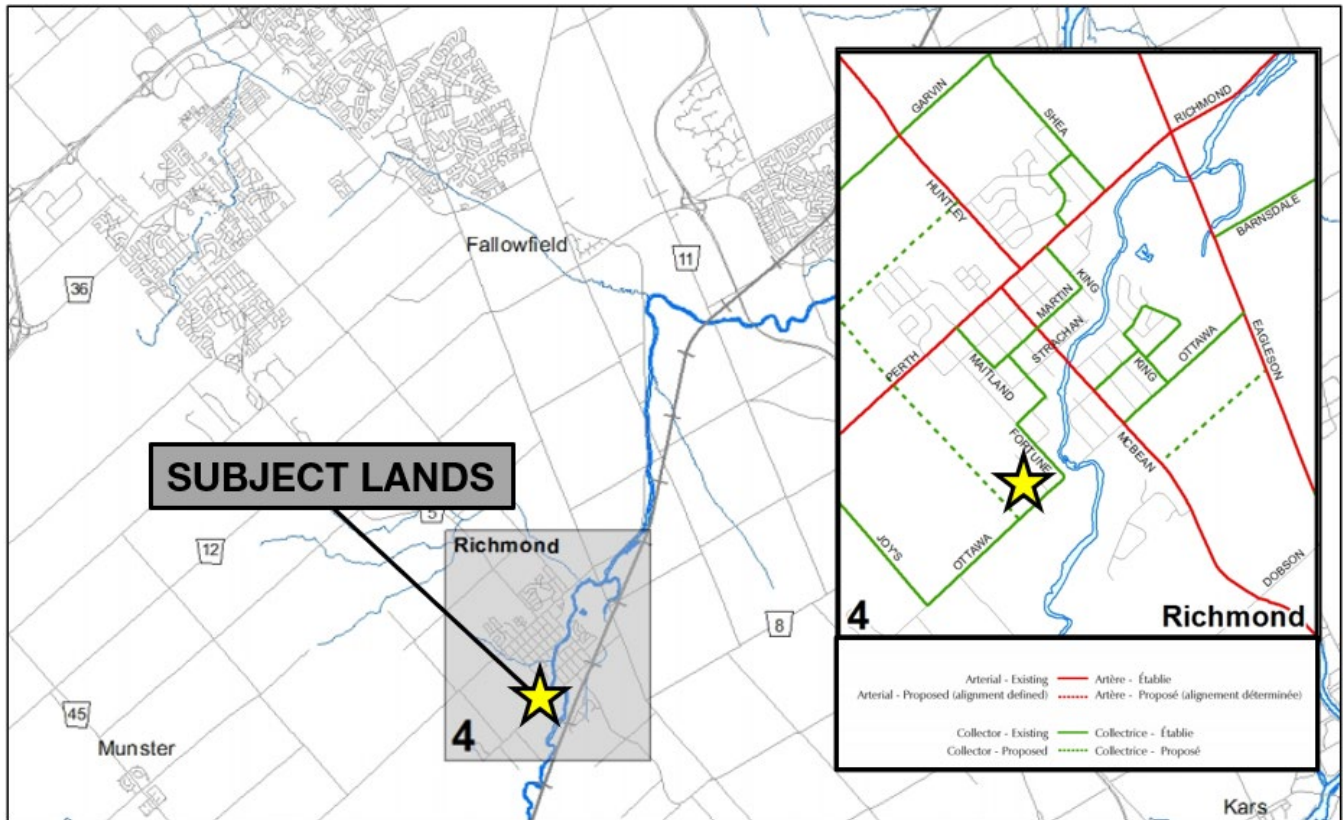 Fallowfield
11
36
SUBJECT LANDS
5
12
Richmond
8
4
45
Munster
Kars
GARVIN
SHEA
RICHMOND
HUNTLEY
BARNSDALE
KING
MARTIN
STRACHAN
OTTAWA
EAGLESON
PERTH
MAITLAND
KING
FORTUNE
MCBEAN
JOY'S
OTTAWA
DOBSON
4
Richmond
Arterial - Existing Artère - Établie
Arterial - Proposed (alignment defined) Artère - Proposé (alignement déterminée)
Collector - Existing Collectrice - Établie
Collector - Proposed Collectrice - Proposé